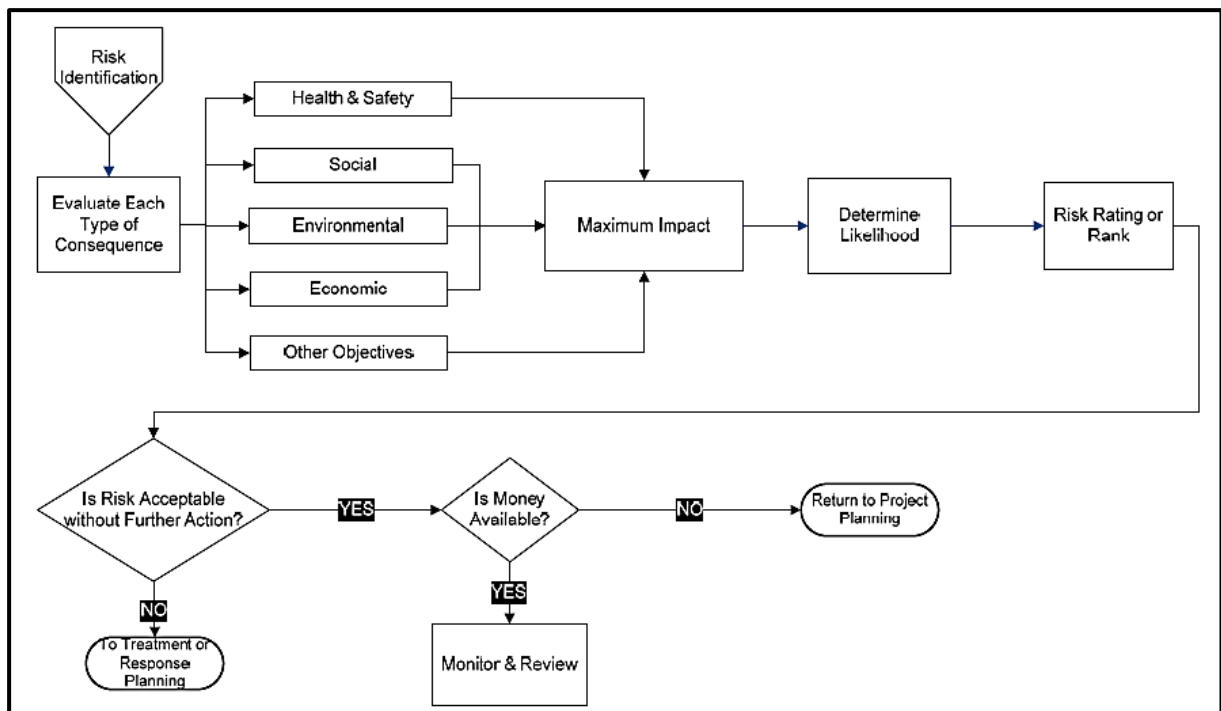 Risk
Identification
Evaluate Each
Type of
Consequence
Health & Safety
Social
Environmental
Economic
Other Objectives
Maximum Impact
Determine
Likelihood
Risk Rating or
Rank
Is Risk Acceptable
without Further Action?
YES
Is Money
Available?
NO
Return to Project
Planning
NO
To Treatment or
Response
Planning
YES
Monitor & Review